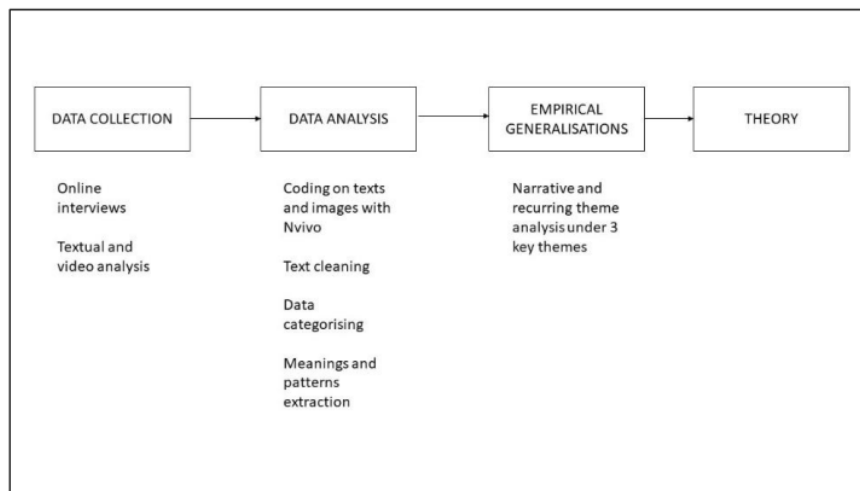 DATA COLLECTION
DATA ANALYSIS
EMPIRICAL
GENERALISATIONS
THEORY
Online
interviews
Textual and
video analysis
Coding on texts
and images with
Nvivo
Text cleaning
Data
categorising
Meanings and
patterns
extraction
Narrative and
recurring theme
analysis under 3
key themes